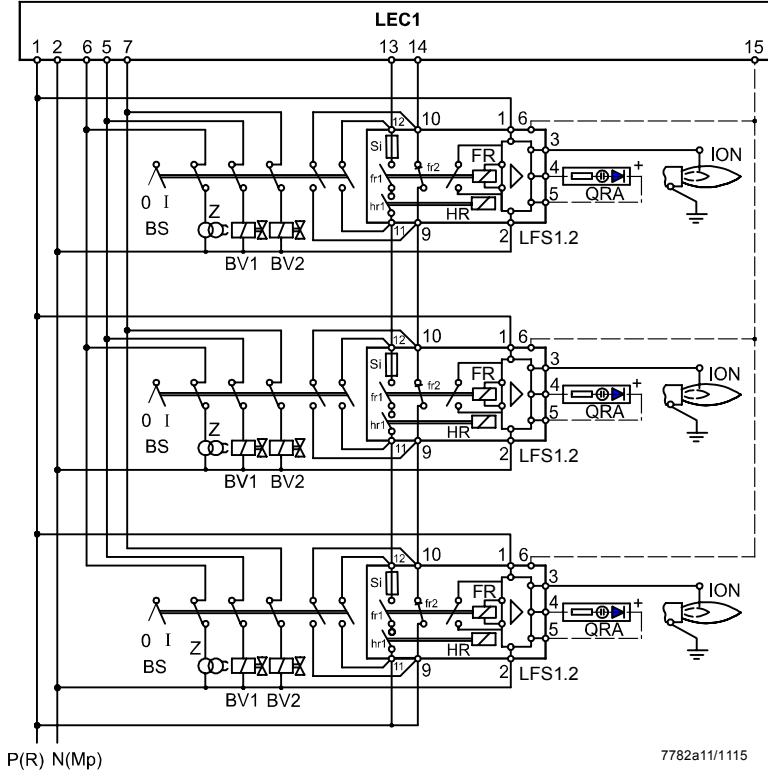 LEC1
1 2 6 5 7 13 14 15
12 10 1 6
3
Si
FR ION
fr2
4 +
fr1
QRA
0 I
Z
hr1
5
HR
BS
11 9 2 LFS1.2
BV1 BV2
12 10 1 6
3
Si
FR ION
fr2
4 +
fr1
QRA
0 I
Z
hr1
5
HR
BS
11 9 2 LFS1.2
BV1 BV2
12 10 1 6
3
Si
FR ION
fr2
4 +
fr1
QRA
0 I
Z
hr1
5
HR
BS
11 9 2 LFS1.2
BV1 BV2
P(R) N(Mp)
7782a11/1115